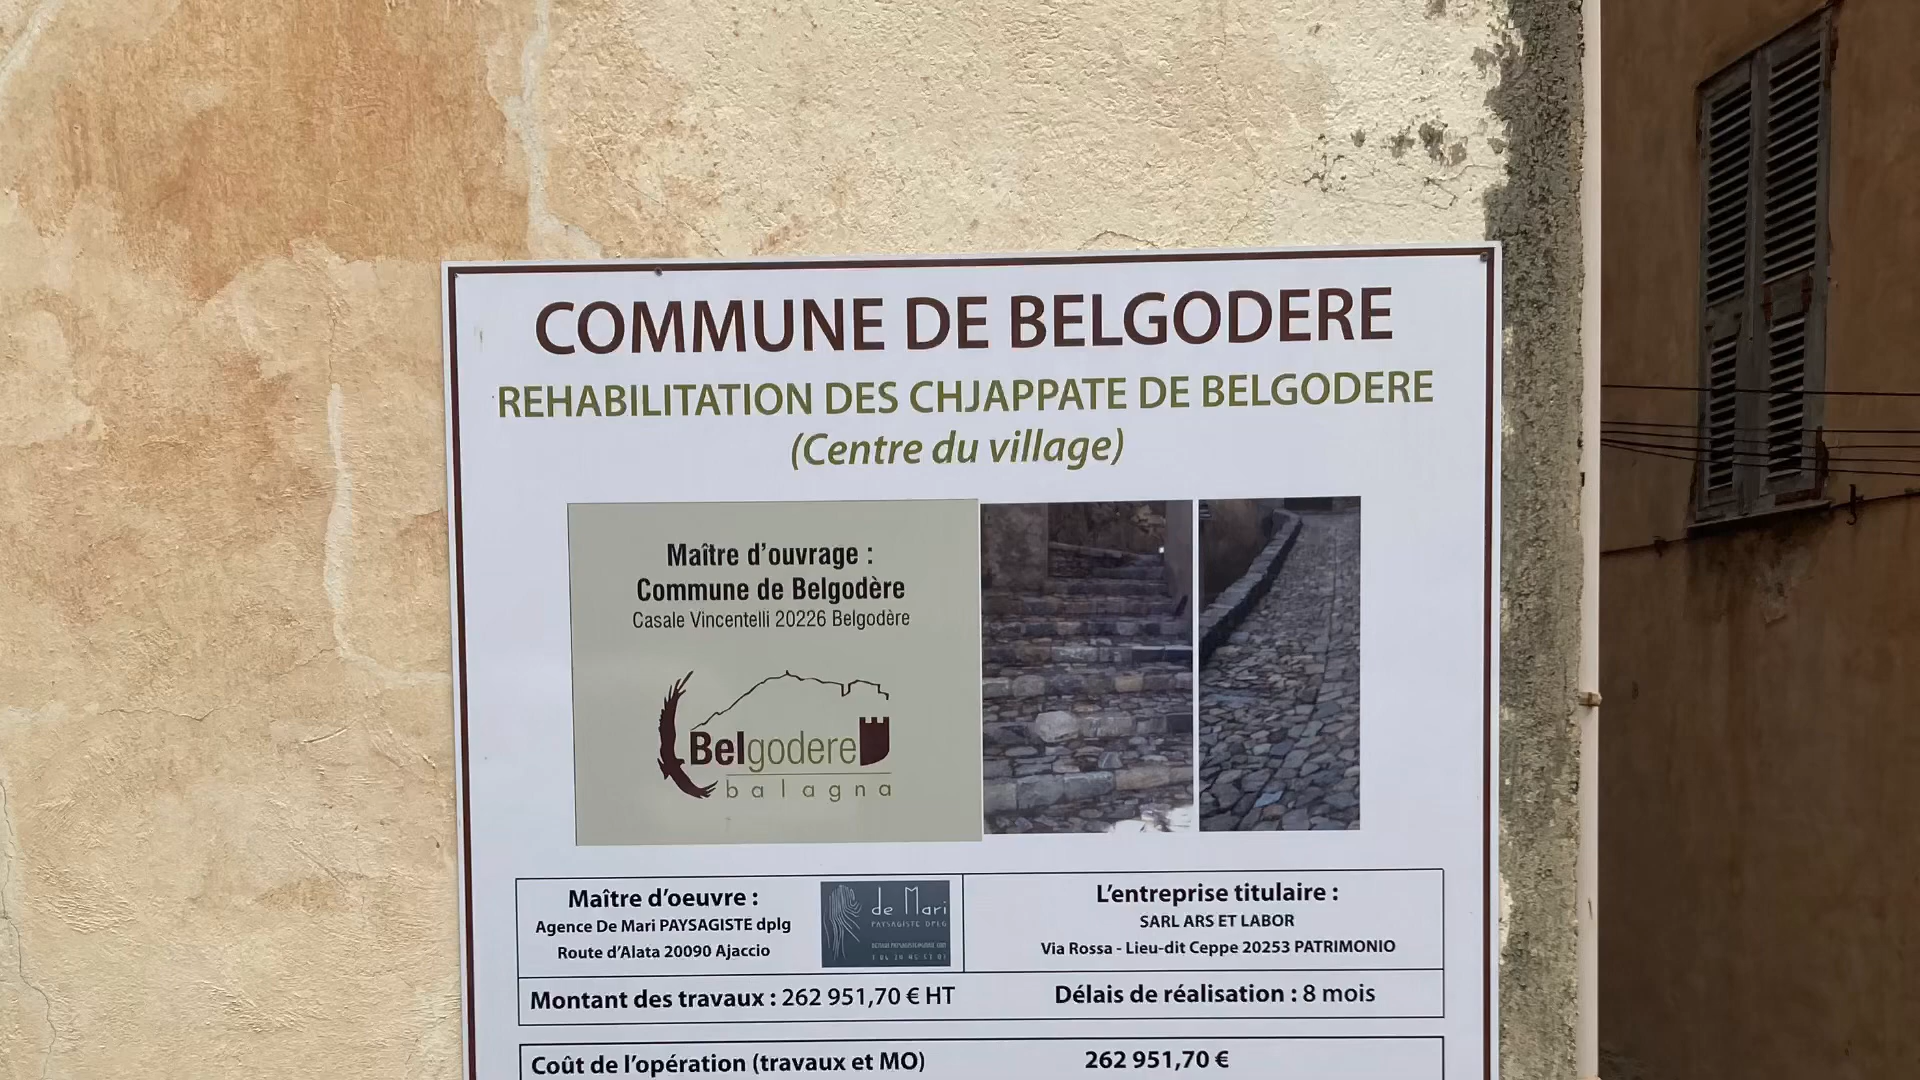 COMMUNE DE BELGODERE
REHABILITATION DES CHJAPPATE DE BELGODERE
(Centre du village)
Maître d'ouvrage :
Commune de Belgodère
Casale Vincentelli 20226 Belgodère
Belgodere
balagna
Maître d'oeuvre :
Agence De Mari PAYSAGISTE dplg
Route d'Alata 20090 Ajaccio
de Mari
PAYSAGISTE DPLG
L'entreprise titulaire :
SARL ARS ET LABOR
Via Rossa - Lieu-dit Ceppe 20253 PATRIMONIO
Montant des travaux : 262 951,70 € HT
Délais de réalisation : 8 mois
Coût de l'opération (travaux et MO) 262 951,70 €